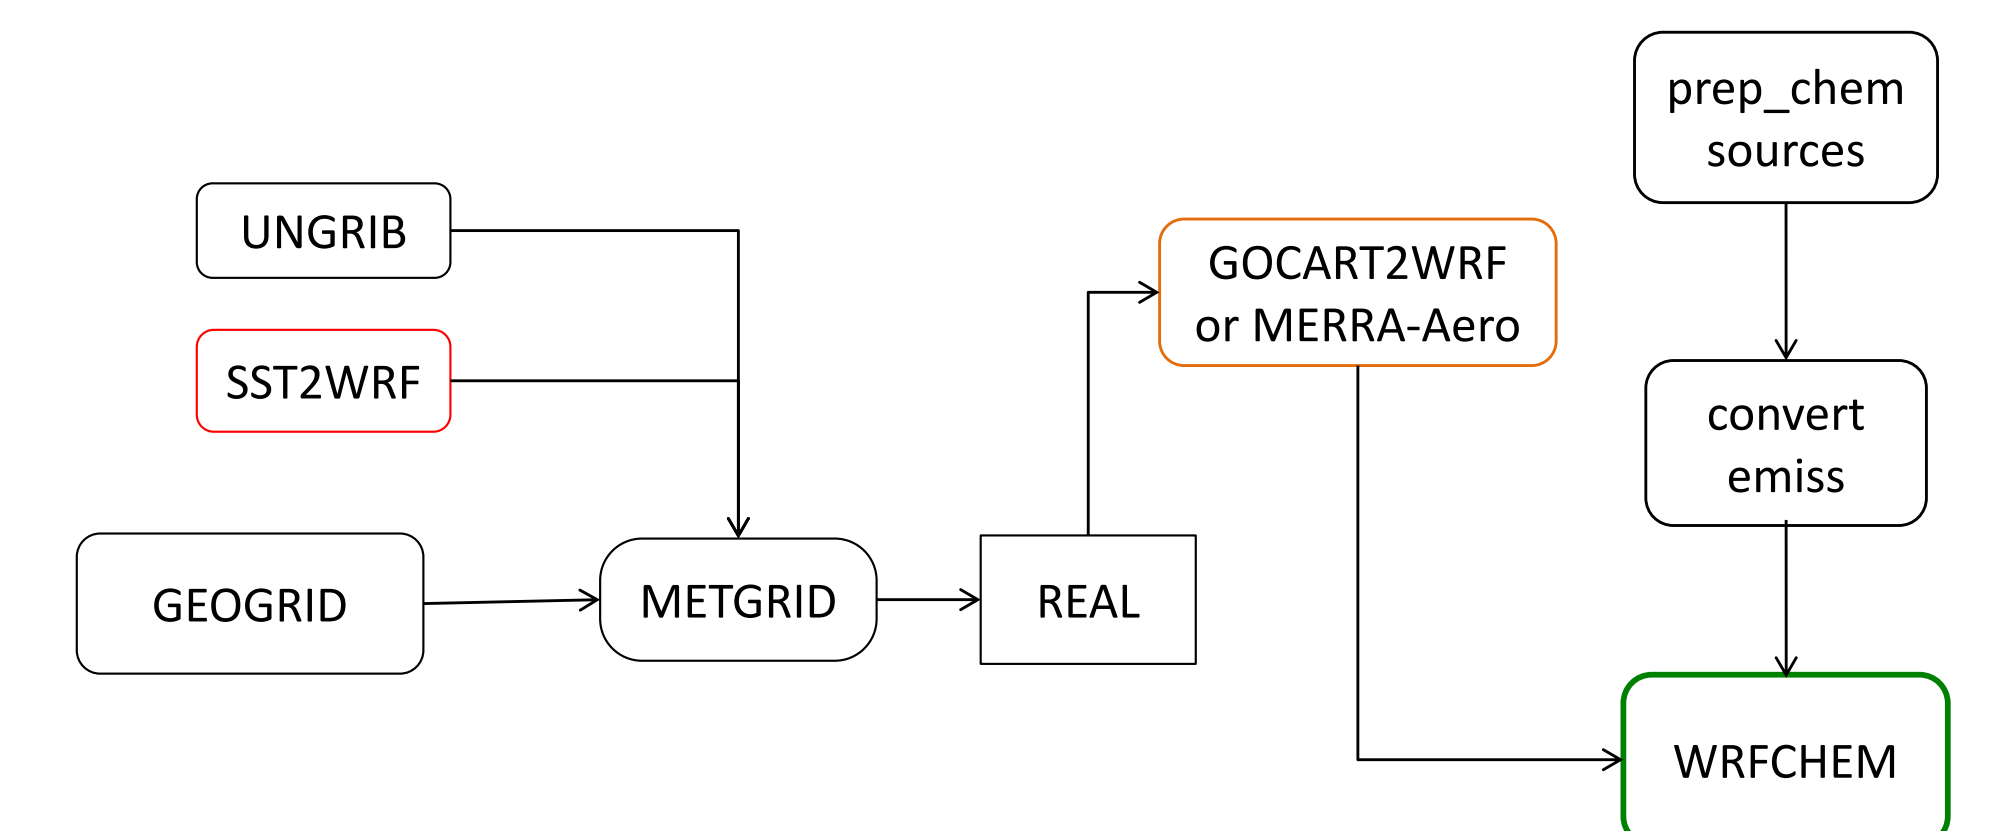 prep_chem
sources
UNGRIB
GOCART2WRF
or MERRA-Aero
SST2WRF
convert
emiss
GEOGRID
METGRID
REAL
WRFCHEM